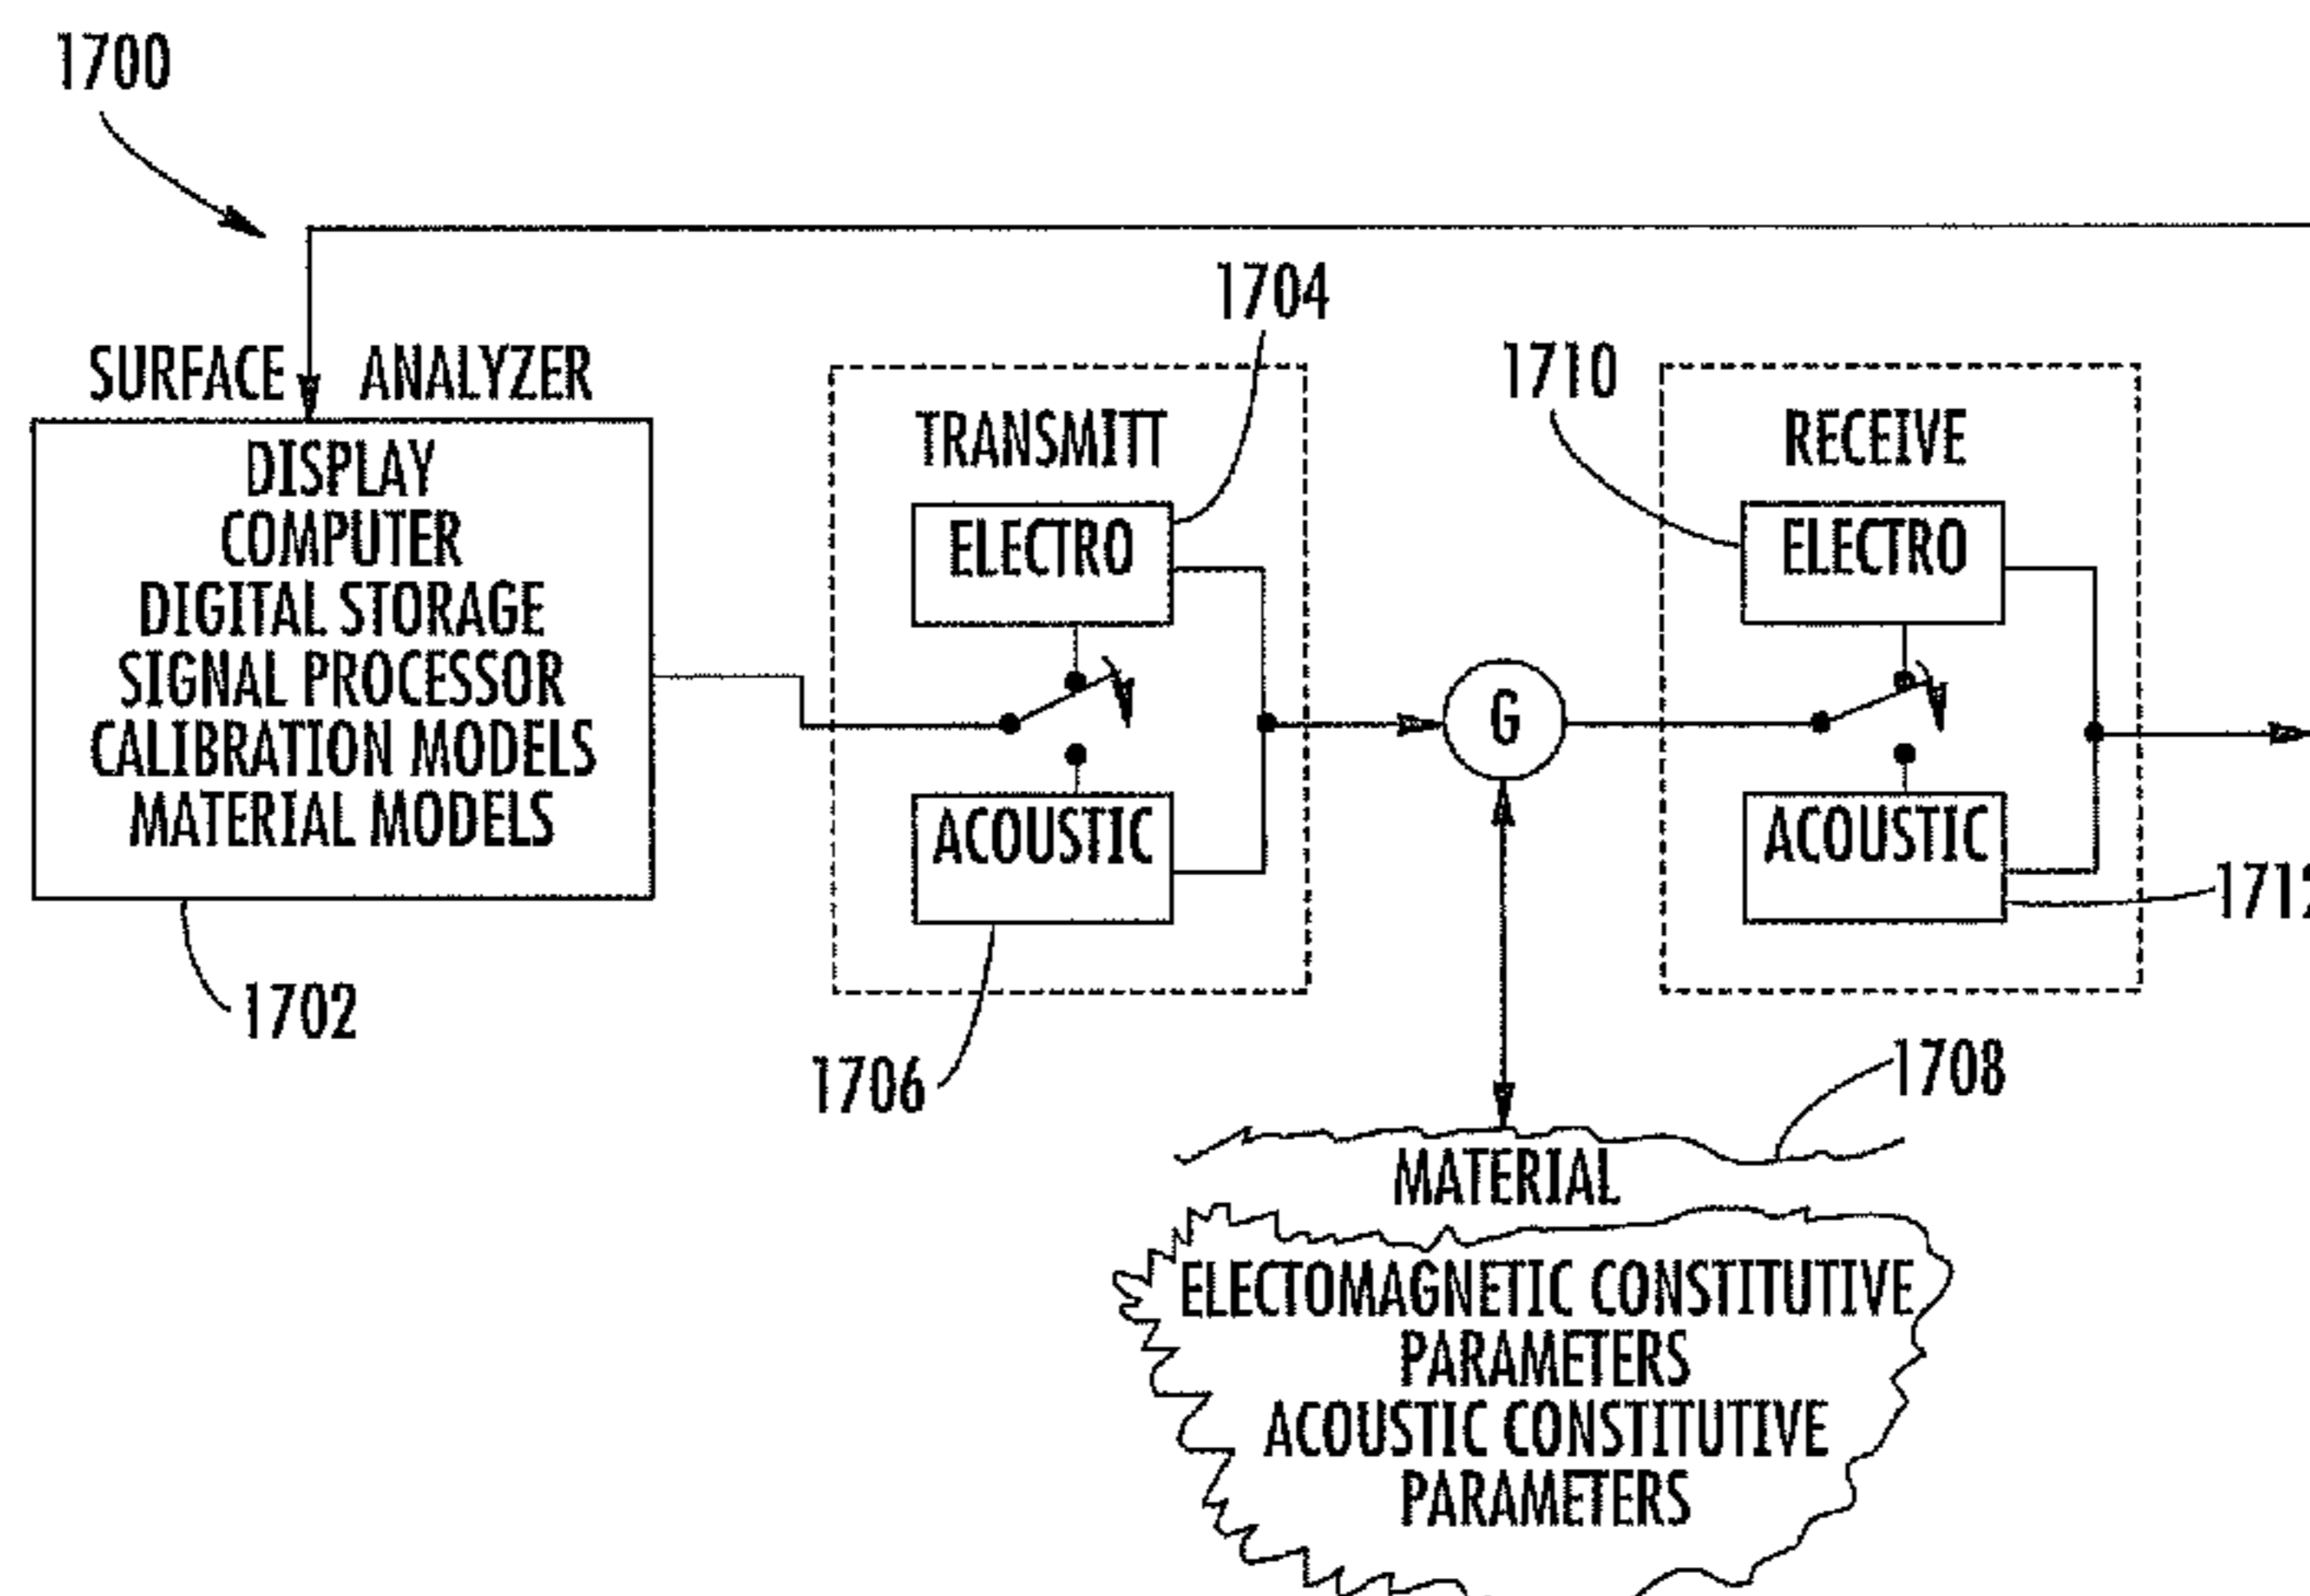 1700
1704
SURFACE ANALYZER
1710
DISPLAY
COMPUTER
DIGITAL STORAGE
SIGNAL PROCESSOR
CALIBRATION MODELS
MATERIAL MODELS
1702
TRANSMITT
ELECTRO
ACOUSTIC
1706
G
RECEIVE
ELECTRO
ACOUSTIC
1712
1708
MATERIAL
ELECTOMAGNETIC CONSTITUTIVE
PARAMETERS
ACOUSTIC CONSTITUTIVE
PARAMETERS